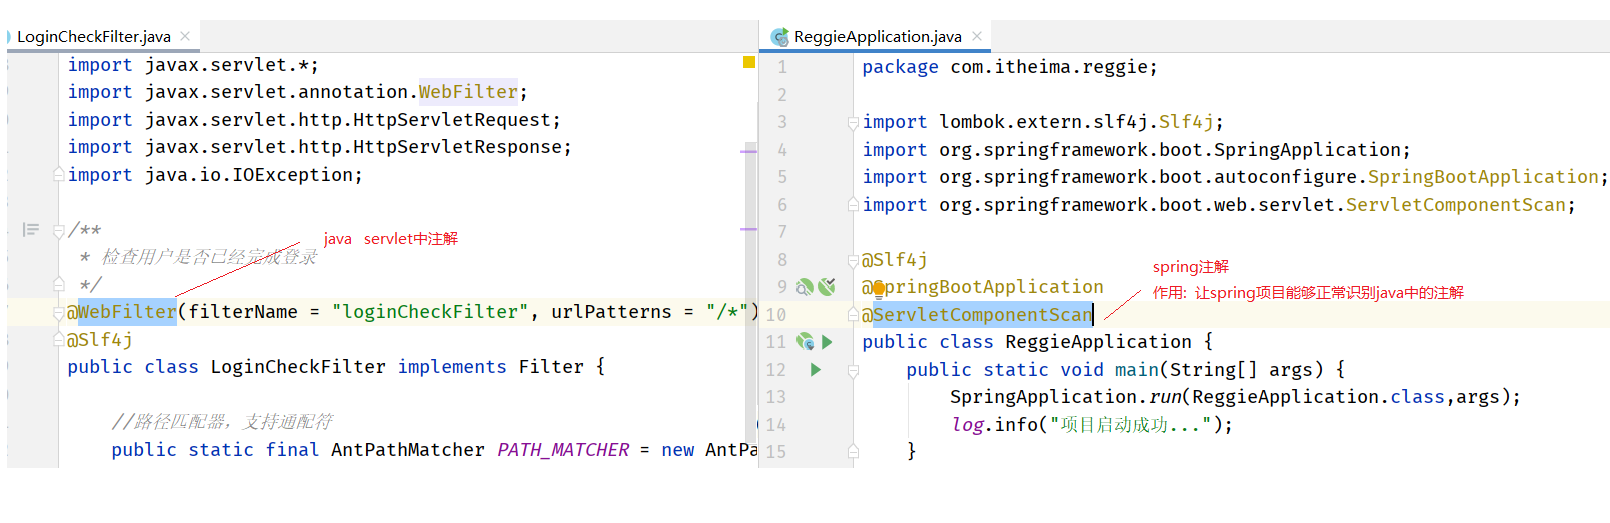 LoginCheckFilter.java
import javax.servlet.*;
import javax.servlet.annotation.WebFilter;
import javax.servlet.http.HttpServletRequest;
import javax.servlet.http.HttpServletResponse;
import java.io.IOException;
/**
java servlet中注解
* 检查用户是否已经完成登录
*/
@WebFilter(filterName = "loginCheckFilter", urlPatterns = "/*")
@Slf4j
public class LoginCheckFilter implements Filter {
//路径匹配器，支持通配符
public static final AntPathMatcher PATH_MATCHER = new AntPa
ReggieApplication.java
1 package com.itheima.reggie;
2
3 import lombok.extern.slf4j.Slf4j;
4 import org.springframework.boot.SpringApplication;
5 import org.springframework.boot.autoconfigure.SpringBootApplication;
6 import org.springframework.boot.web.servlet.ServletComponentScan;
7
8 @Slf4j
spring注解
9 @SpringBootApplication
作用：让spring项目能够正常识别java中的注解
10 @ServletComponentScan
11 public class ReggieApplication {
12 public static void main(String[] args) {
13 SpringApplication.run(ReggieApplication.class,args);
14 log.info("项目启动成功...");
15 }